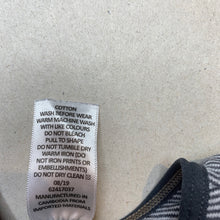 COTTON
WASH BEFORE WEAR
WARM MACHINE WASH
WITH LIKE COLOURS
DO NOT BLEACH
PULL TO SHAPE
DO NOT TUMBLE DRY
WARM IRON (DO
NOT IRON PRINTS OR
EMBELLISHMENTS)
DO NOT DRY CLEAN
08/19
62417037
MANUFACTURED IN
CAMBODIA FROM
IMPORTED MATERIALS